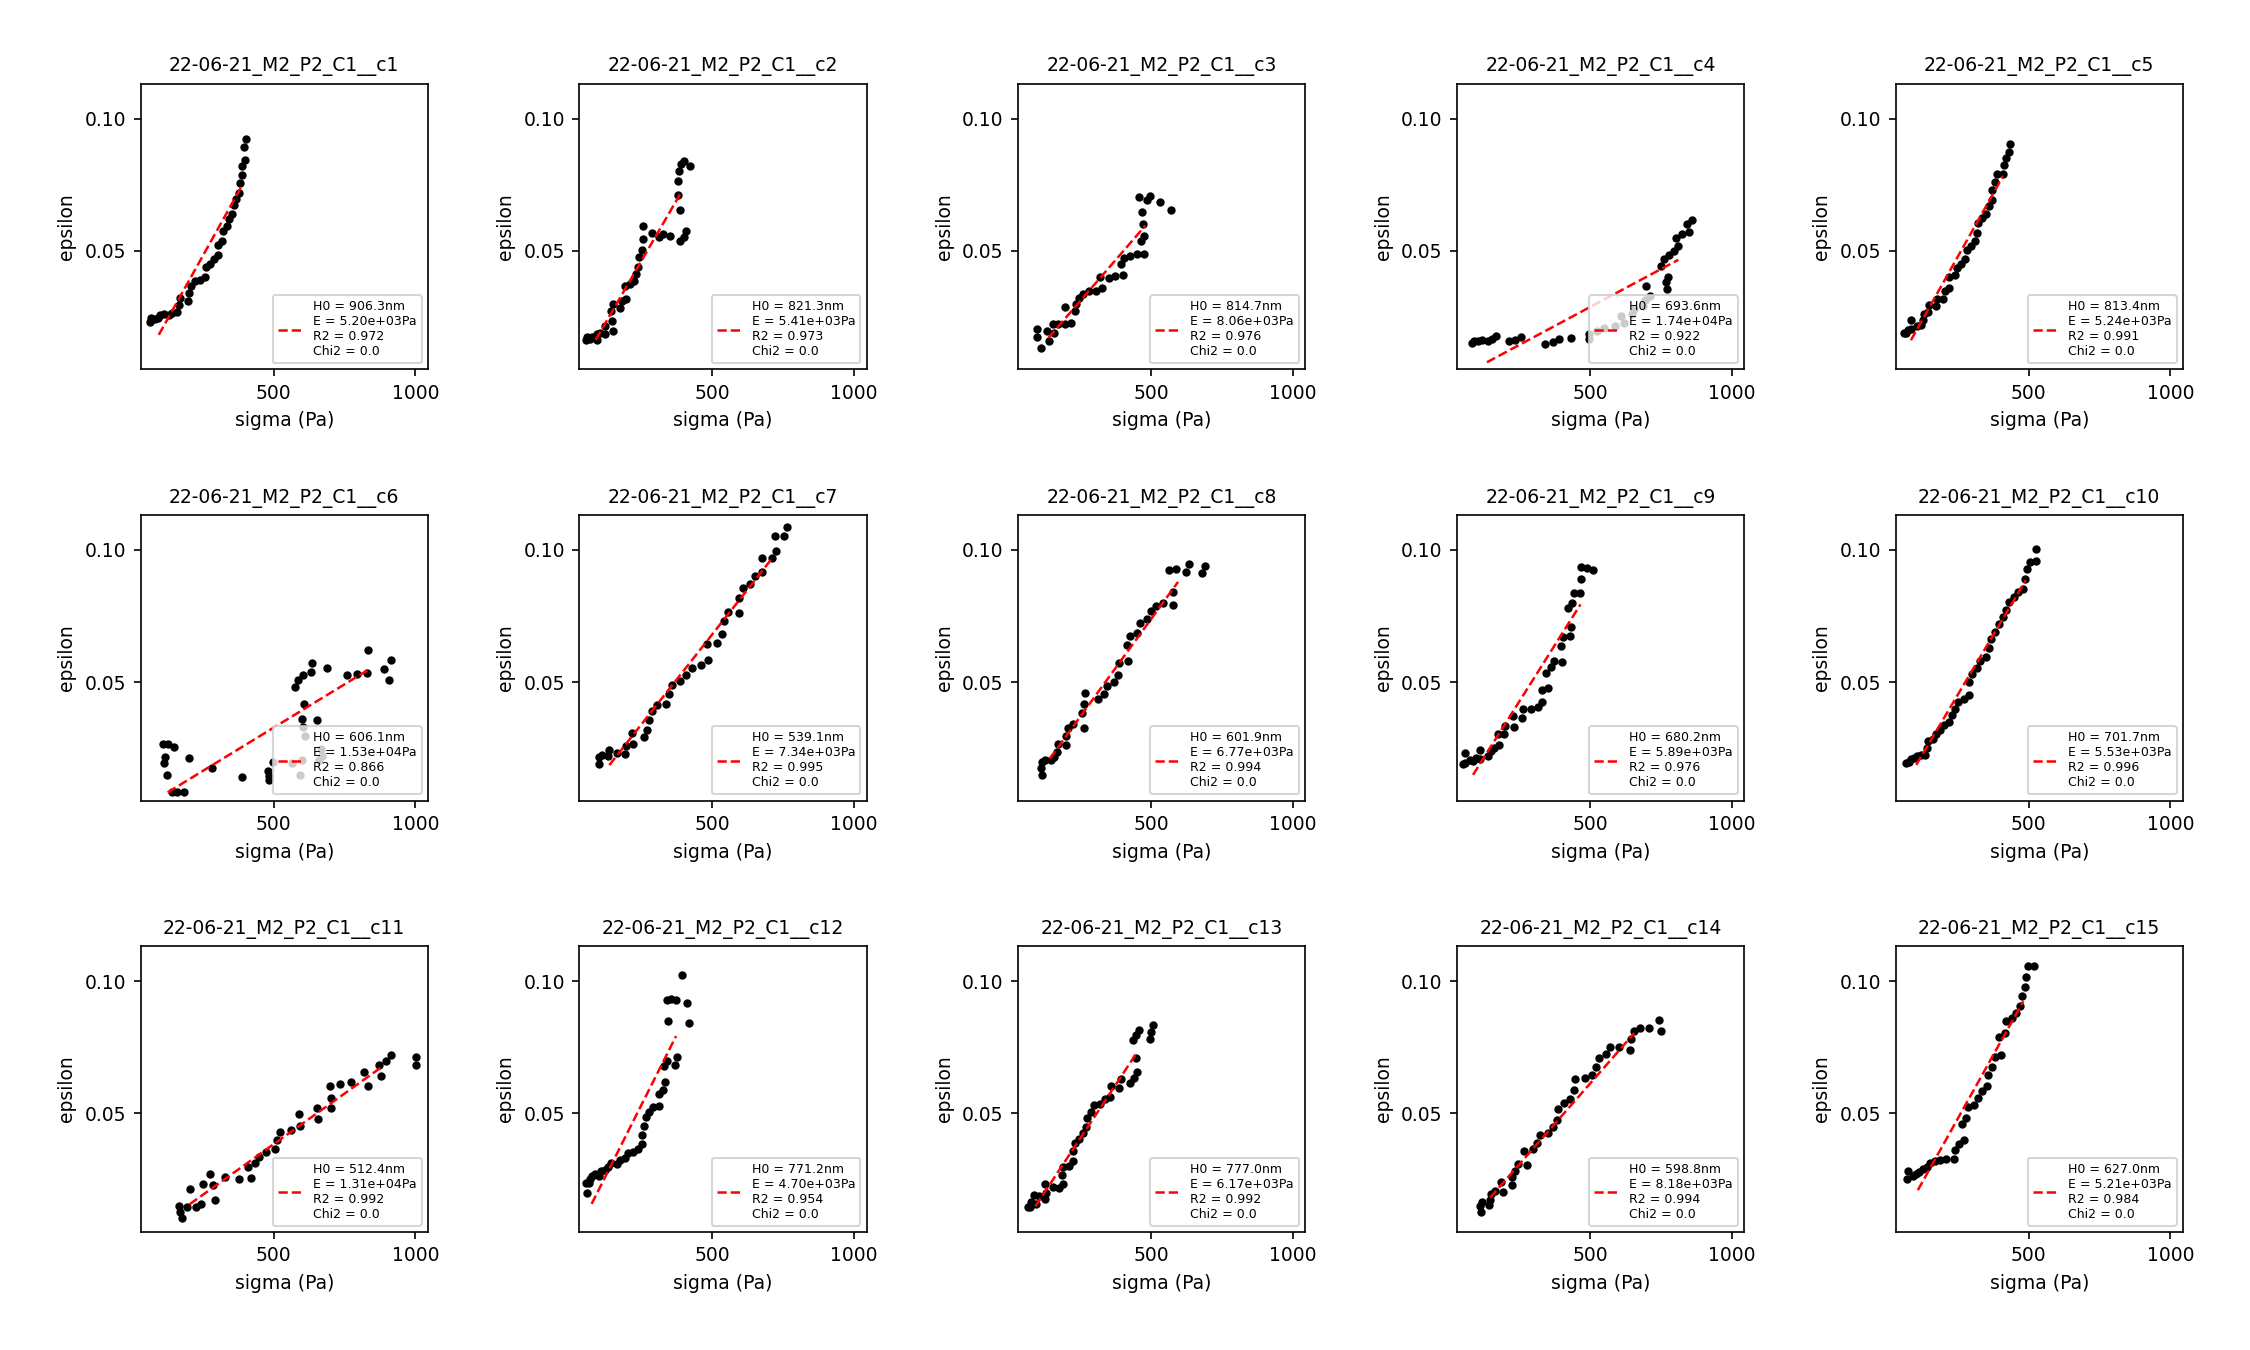 22-06-21_M2_P2_C1__c1
0.10
0.05
epsilon
H0 = 906.3nm
E = 5.20e+03Pa
R2 = 0.972
Chi2 = 0.0
500
1000
sigma (Pa)
22-06-21_M2_P2_C1__c2
0.10
0.05
epsilon
H0 = 821.3nm
E = 5.41e+03Pa
R2 = 0.973
Chi2 = 0.0
500
1000
sigma (Pa)
22-06-21_M2_P2_C1__c3
0.10
0.05
epsilon
H0 = 814.7nm
E = 8.06e+03Pa
R2 = 0.976
Chi2 = 0.0
500
1000
sigma (Pa)
22-06-21_M2_P2_C1__c4
0.10
0.05
epsilon
H0 = 693.6nm
E = 1.74e+04Pa
R2 = 0.922
Chi2 = 0.0
500
1000
sigma (Pa)
22-06-21_M2_P2_C1__c5
0.10
0.05
epsilon
H0 = 813.4nm
E = 5.24e+03Pa
R2 = 0.991
Chi2 = 0.0
500
1000
sigma (Pa)
22-06-21_M2_P2_C1__c6
0.10
0.05
epsilon
H0 = 606.1nm
E = 1.53e+04Pa
R2 = 0.866
Chi2 = 0.0
500
1000
sigma (Pa)
22-06-21_M2_P2_C1__c7
0.10
0.05
epsilon
H0 = 539.1nm
E = 7.34e+03Pa
R2 = 0.995
Chi2 = 0.0
500
1000
sigma (Pa)
22-06-21_M2_P2_C1__c8
0.10
0.05
epsilon
H0 = 601.9nm
E = 6.77e+03Pa
R2 = 0.994
Chi2 = 0.0
500
1000
sigma (Pa)
22-06-21_M2_P2_C1__c9
0.10
0.05
epsilon
H0 = 680.2nm
E = 5.89e+03Pa
R2 = 0.976
Chi2 = 0.0
500
1000
sigma (Pa)
22-06-21_M2_P2_C1__c10
0.10
0.05
epsilon
H0 = 701.7nm
E = 5.53e+03Pa
R2 = 0.996
Chi2 = 0.0
500
1000
sigma (Pa)
22-06-21_M2_P2_C1__c11
0.10
0.05
epsilon
H0 = 512.4nm
E = 1.31e+04Pa
R2 = 0.992
Chi2 = 0.0
500
1000
sigma (Pa)
22-06-21_M2_P2_C1__c12
0.10
0.05
epsilon
H0 = 771.2nm
E = 4.70e+03Pa
R2 = 0.954
Chi2 = 0.0
500
1000
sigma (Pa)
22-06-21_M2_P2_C1__c13
0.10
0.05
epsilon
H0 = 777.0nm
E = 6.17e+03Pa
R2 = 0.992
Chi2 = 0.0
500
1000
sigma (Pa)
22-06-21_M2_P2_C1__c14
0.10
0.05
epsilon
H0 = 598.8nm
E = 8.18e+03Pa
R2 = 0.994
Chi2 = 0.0
500
1000
sigma (Pa)
22-06-21_M2_P2_C1__c15
0.10
0.05
epsilon
H0 = 627.0nm
E = 5.21e+03Pa
R2 = 0.984
Chi2 = 0.0
500
1000
sigma (Pa)